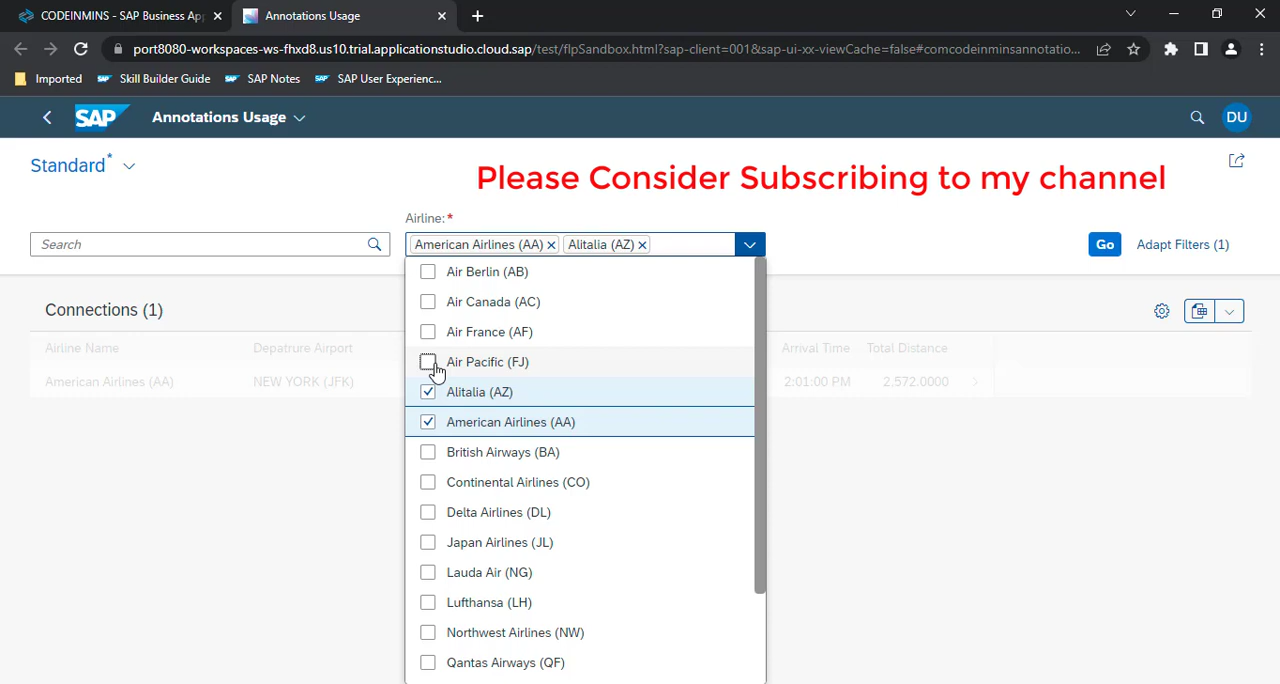 CODEINMINS - SAP Business Ap
Annotations Usage
port8080-workspaces-ws-fhxd8.us10.trial.applicationstudio.cloud.sap/test/flpSandbox.html?sap-client=001&sap-ui-xx-viewCache=false#comcodeinminsannotatio...
Imported SAP Skill Builder Guide SAP SAP Notes SAP SAP User Experienc...
SAP Annotations Usage DU
Standard*
Please Consider Subscribing to my channel
Airline:*
Search American Airlines (AA) Alitalia (AZ) Go Adapt Filters (1)
Air Berlin (AB)
Air Canada (AC)
Air France (AF)
Air Pacific (FJ)
Alitalia (AZ)
American Airlines (AA)
British Airways (BA)
Continental Airlines (CO)
Delta Airlines (DL)
Japan Airlines (JL)
Lauda Air (NG)
Lufthansa (LH)
Northwest Airlines (NW)
Qantas Airways (QF)
Connections (1)
Airline Name Depatrure Airport Arrival Time Total Distance
American Airlines (AA) NEW YORK (JFK) 2:01:00 PM 2,572.0000